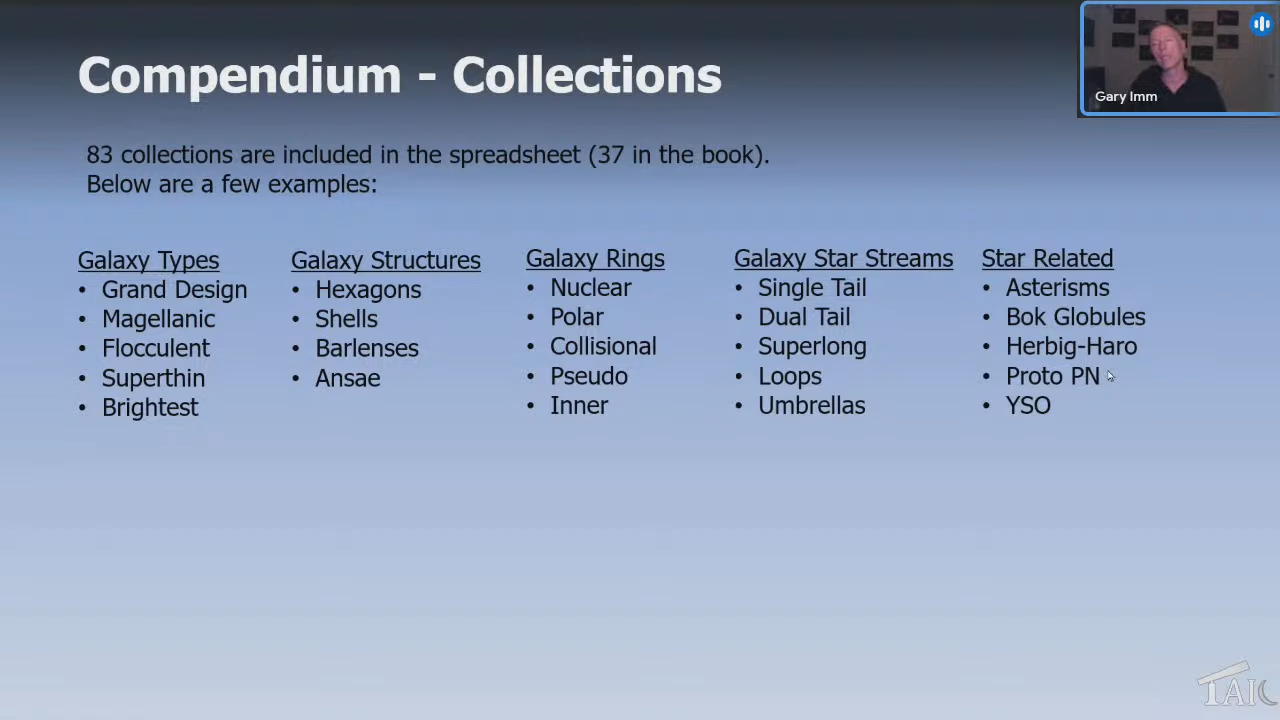 Compendium - Collections
Gary Imm
83 collections are included in the spreadsheet (37 in the book).
Below are a few examples:
Galaxy Types
• Grand Design
• Magellanic
• Flocculent
• Superthin
• Brightest
Galaxy Structures
• Hexagons
• Shells
• Barlenses
• Ansae
Galaxy Rings
• Nuclear
• Polar
• Collisional
• Pseudo
• Inner
Galaxy Star Streams
• Single Tail
• Dual Tail
• Superlong
• Loops
• Umbrellas
Star Related
• Asterisms
• Bok Globules
• Herbig-Haro
• Proto PN
• YSO
TAIC